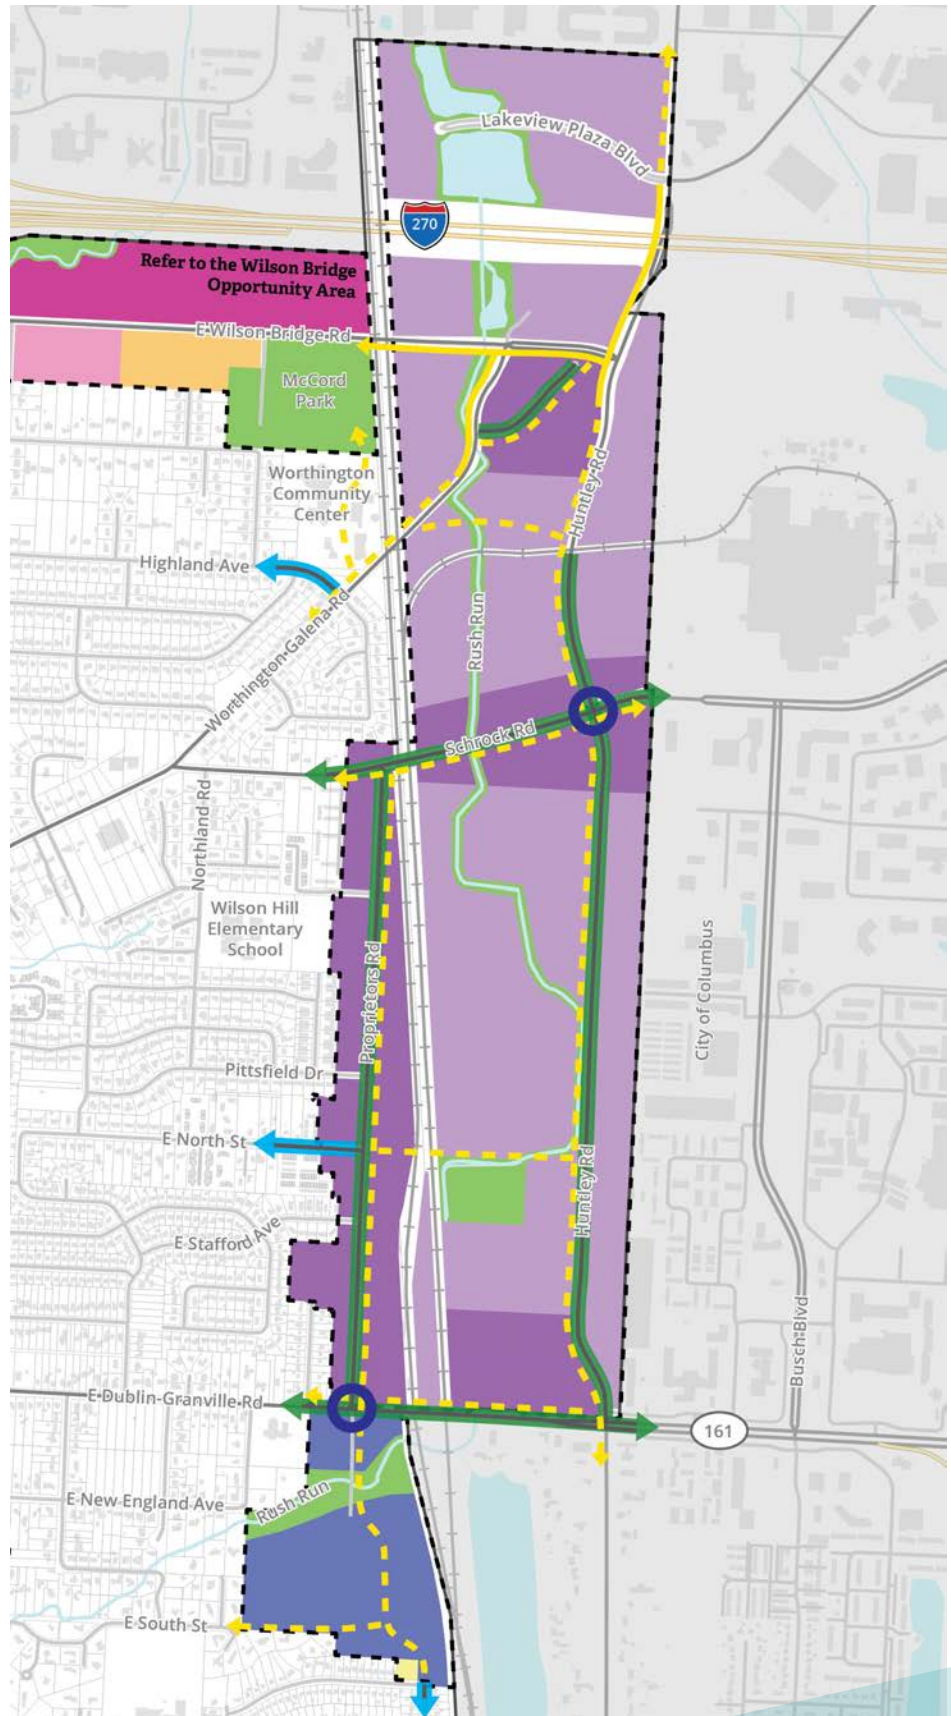 Lakeview Plaza Blvd
270
Refer to the Wilson Bridge
Opportunity Area
E Wilson Bridge Rd
McCord
Park
Huntley Rd
Worthington
Community
Center
Highland Ave
Rush Run
Worthington-Galena Rd
Schrock Rd
Northland Rd
Wilson Hill
Elementary
School
City of Columbus
Proprietors Rd
Pittsfield Dr
E North St
Huntley Rd
E Stafford Ave
Busch Blvd
E Dublin-Granville Rd
161
E New England Ave
Rush Run
E South St